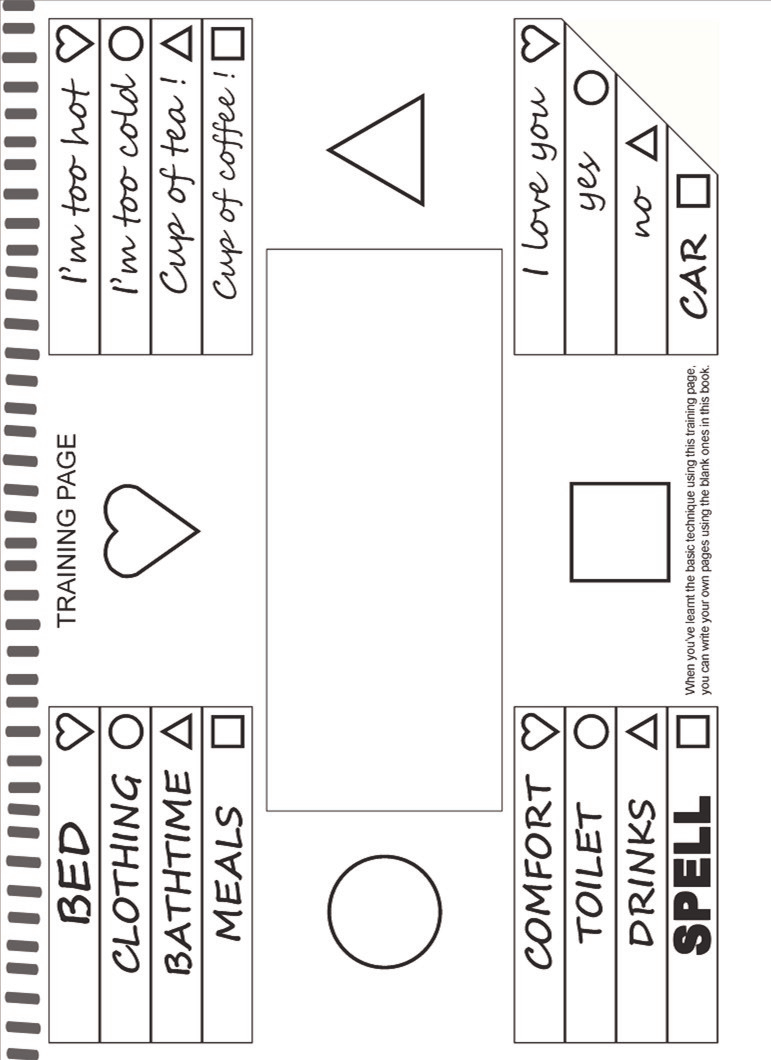 TRAINING PAGE
BED
CLOTHING
BATHTIME
MEALS
I'm too hot
I'm too cold
Cup of tea !
Cup of coffee !
COMFORT
TOILET
DRINKS
SPELL
I love you
yes
no
CAR
When you've learnt the basic technique using this training page,
you can write your own pages using the blank ones in this book.